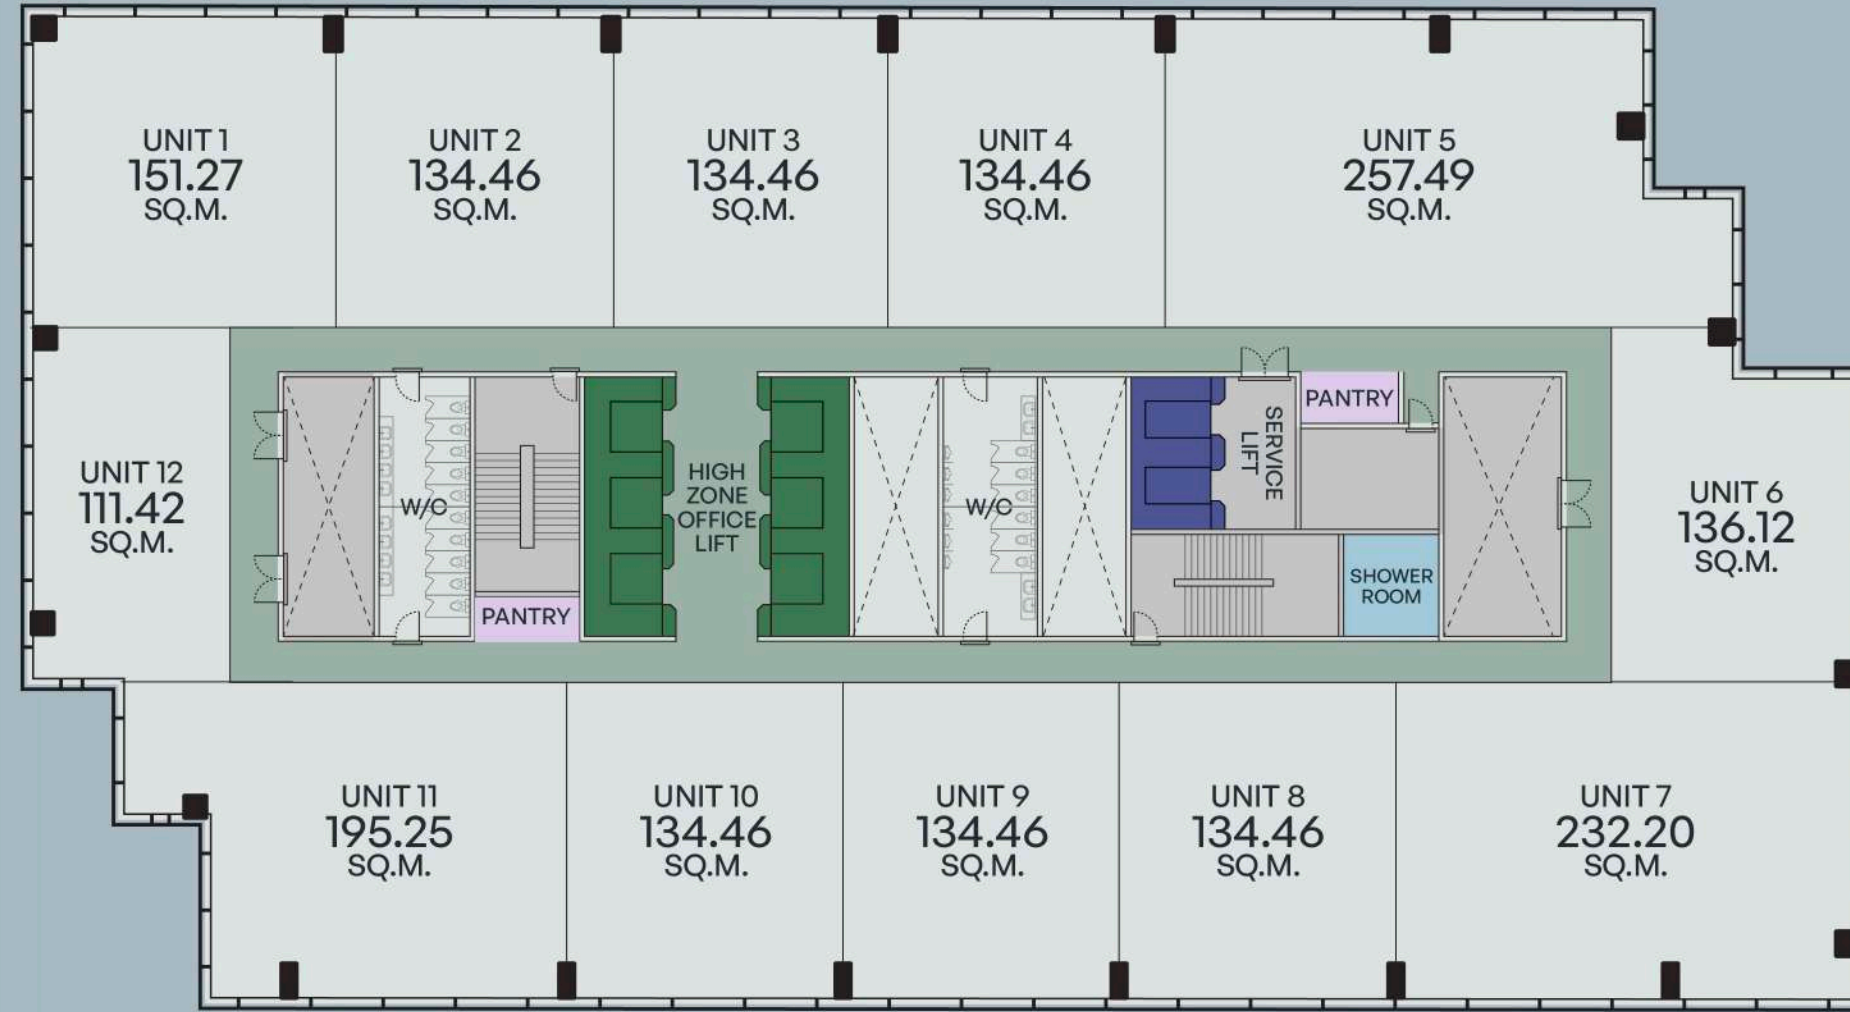 UNIT 1
151.27
SQ.M.
UNIT 2
134.46
SQ.M.
UNIT 3
134.46
SQ.M.
UNIT 4
134.46
SQ.M.
UNIT 5
257.49
SQ.M.
UNIT 12
111.42
SQ.M.
W/C
PANTRY
HIGH
ZONE
OFFICE
LIFT
W/C
SERVICE
LIFT
PANTRY
SHOWER
ROOM
UNIT 6
136.12
SQ.M.
UNIT 11
195.25
SQ.M.
UNIT 10
134.46
SQ.M.
UNIT 9
134.46
SQ.M.
UNIT 8
134.46
SQ.M.
UNIT 7
232.20
SQ.M.